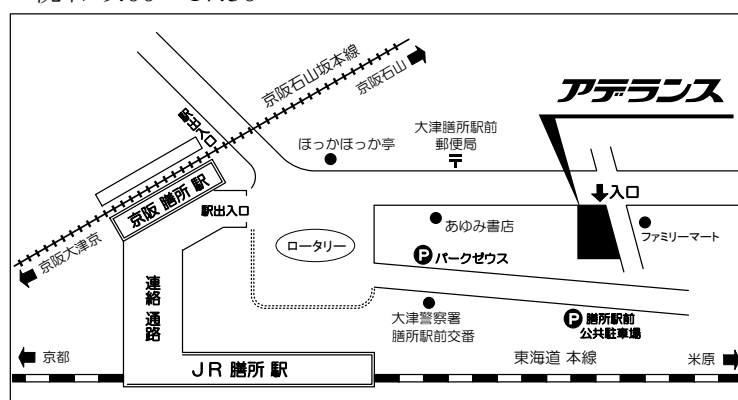 京阪石山坂本線
京阪石山
アデランス
駅出入口
ほっかほっか亭
大津膳所駅前
郵便局
京阪 膳所 駅
駅出入口
入口
あゆみ書店
ファミリーマート
ロータリー
P パークゼウス
京阪大津京
連絡通路
大津警察署
膳所駅前交番
P 膳所駅前
公共駐車場
京都
JR 膳所 駅
東海道 本線
米原